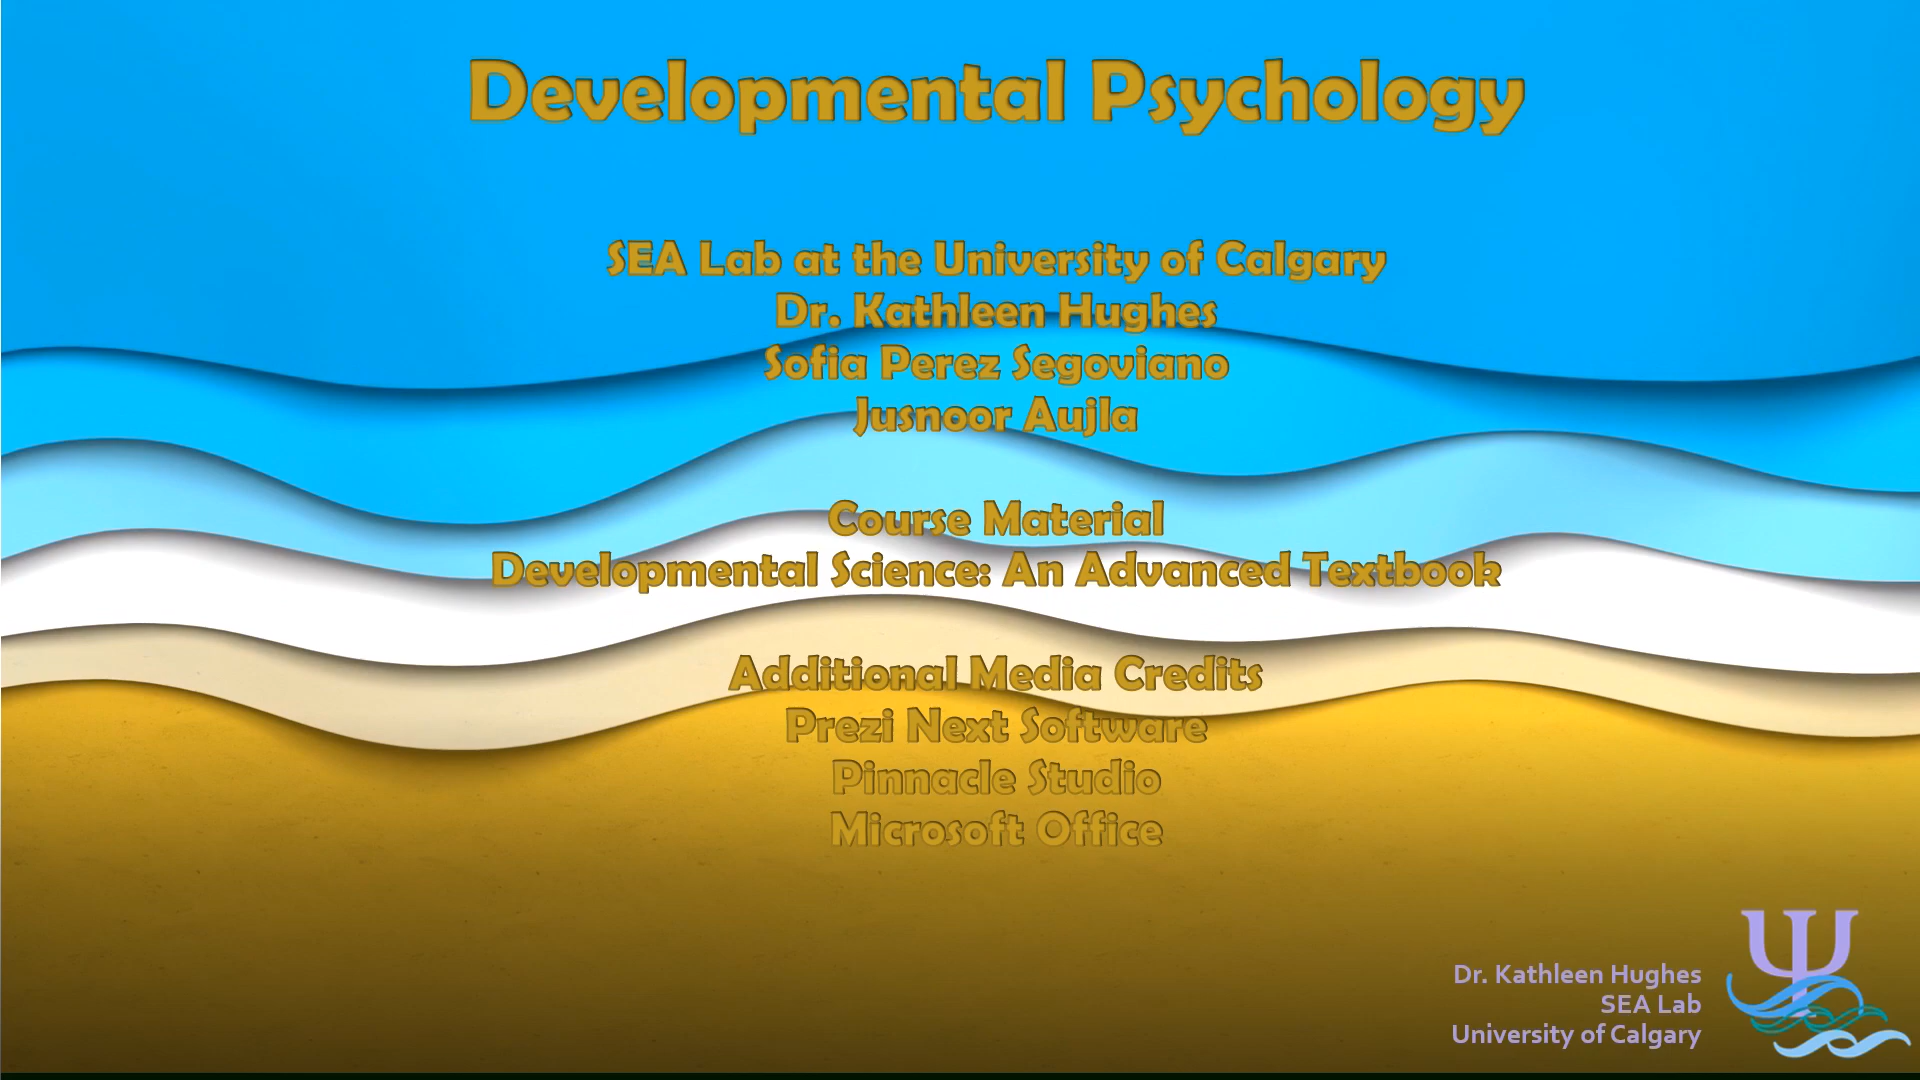 Developmental Psychology
SEA Lab at the University of Calgary
Dr. Kathleen Hughes
Sofia Perez Segoviano
Jusnoor Aujla
Course Material
Developmental Science: An Advanced Textbook
Additional Media Credits
Prezi Next Software
Pinnacle Studio
Microsoft Office
Dr. Kathleen Hughes
SEA Lab
University of Calgary